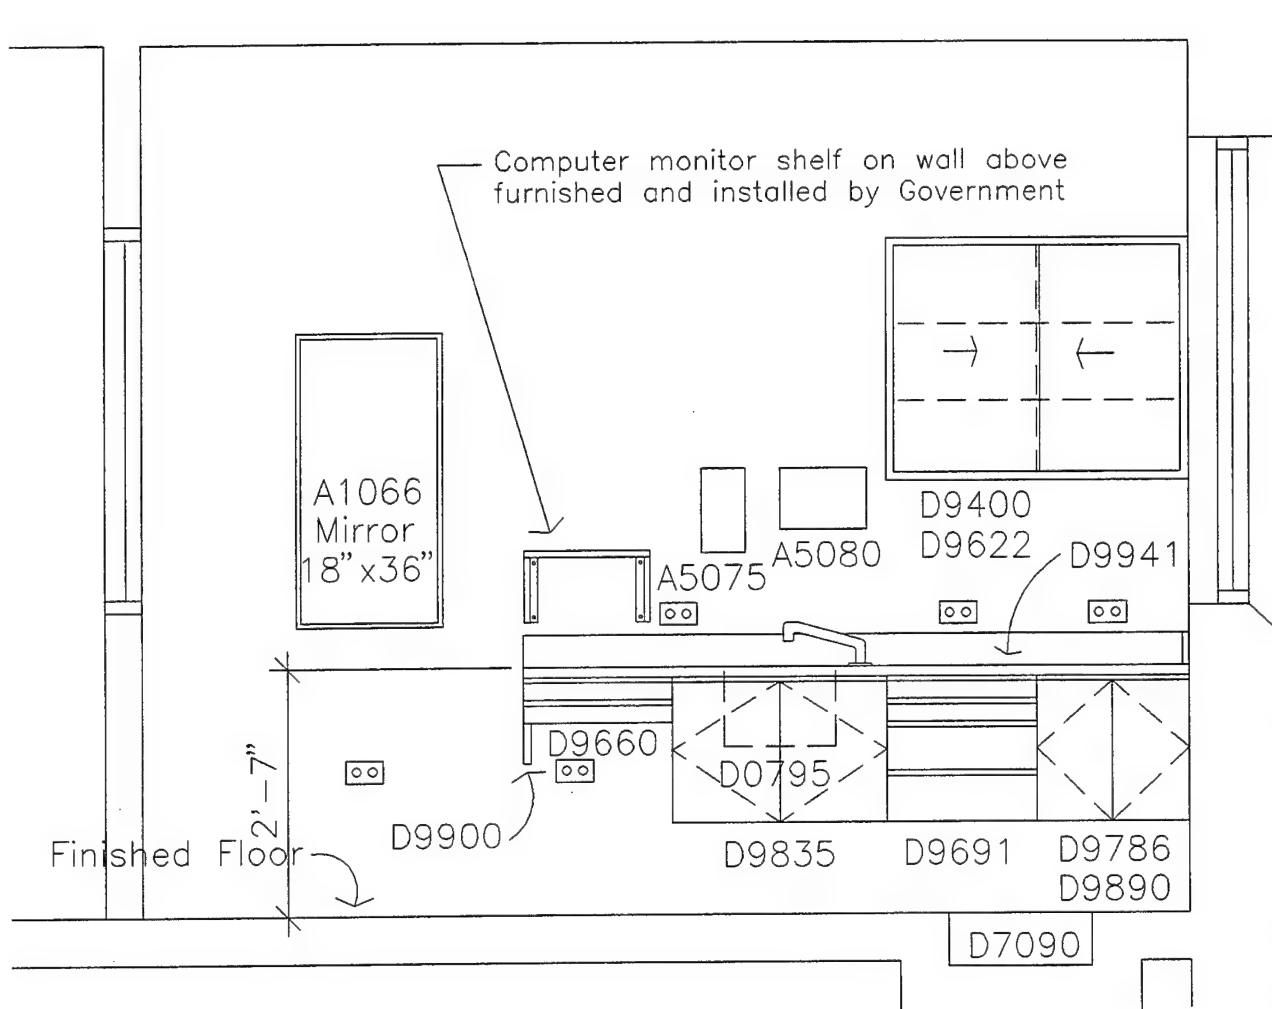 Computer monitor shelf on wall above
furnished and installed by Government
A1066
Mirror
18"x36"
D9400
D9622
D9941
A5080
A5075
D9660
D0795
2'-7"
D9900
Finished Floor
D9835
D9691
D9786
D9890
D7090